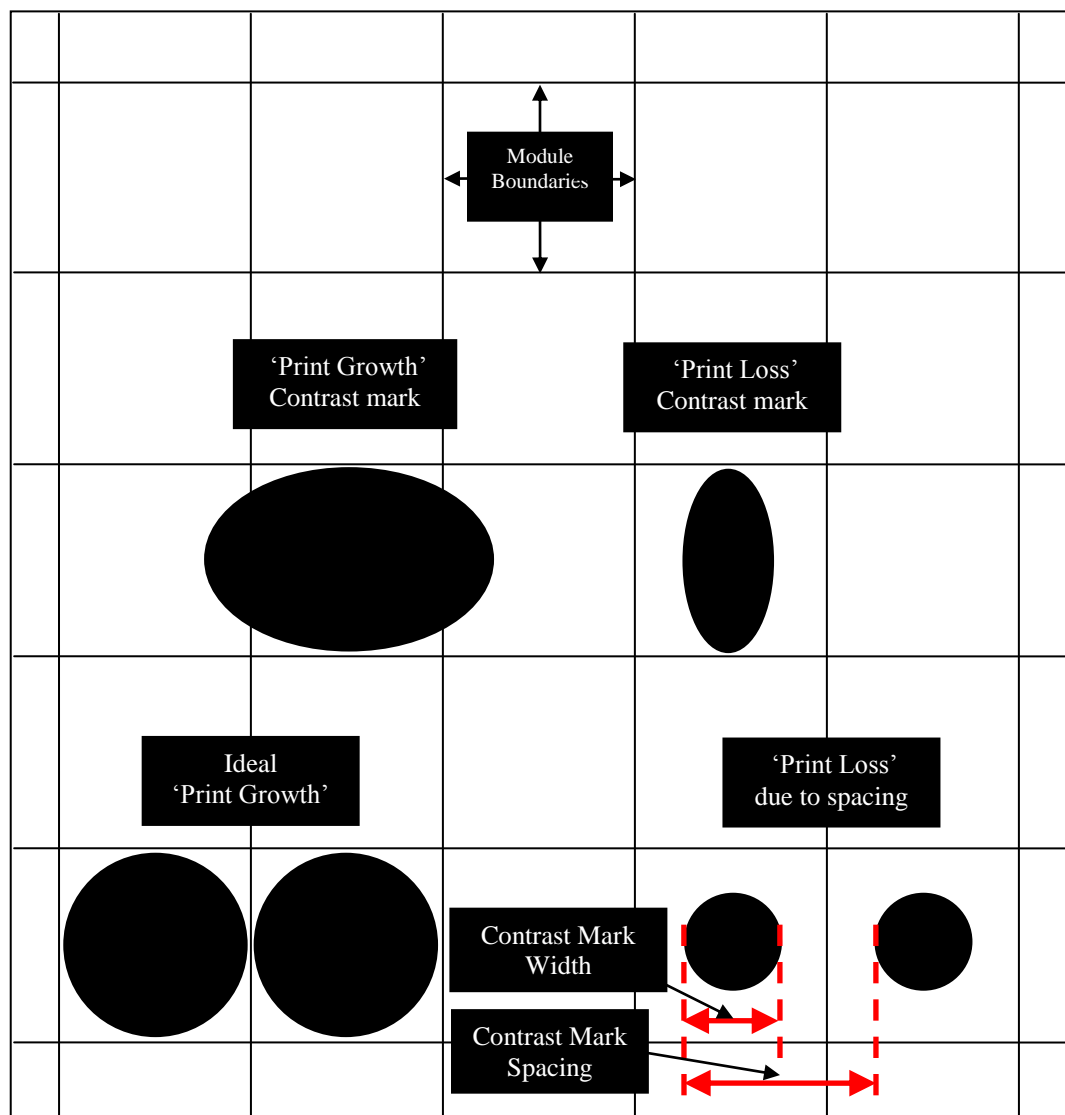 Module
Boundaries
‘Print Growth’
Contrast mark
‘Print Loss’
Contrast mark
Ideal
‘Print Growth’
‘Print Loss’
due to spacing
Contrast Mark
Width
Contrast Mark
Spacing